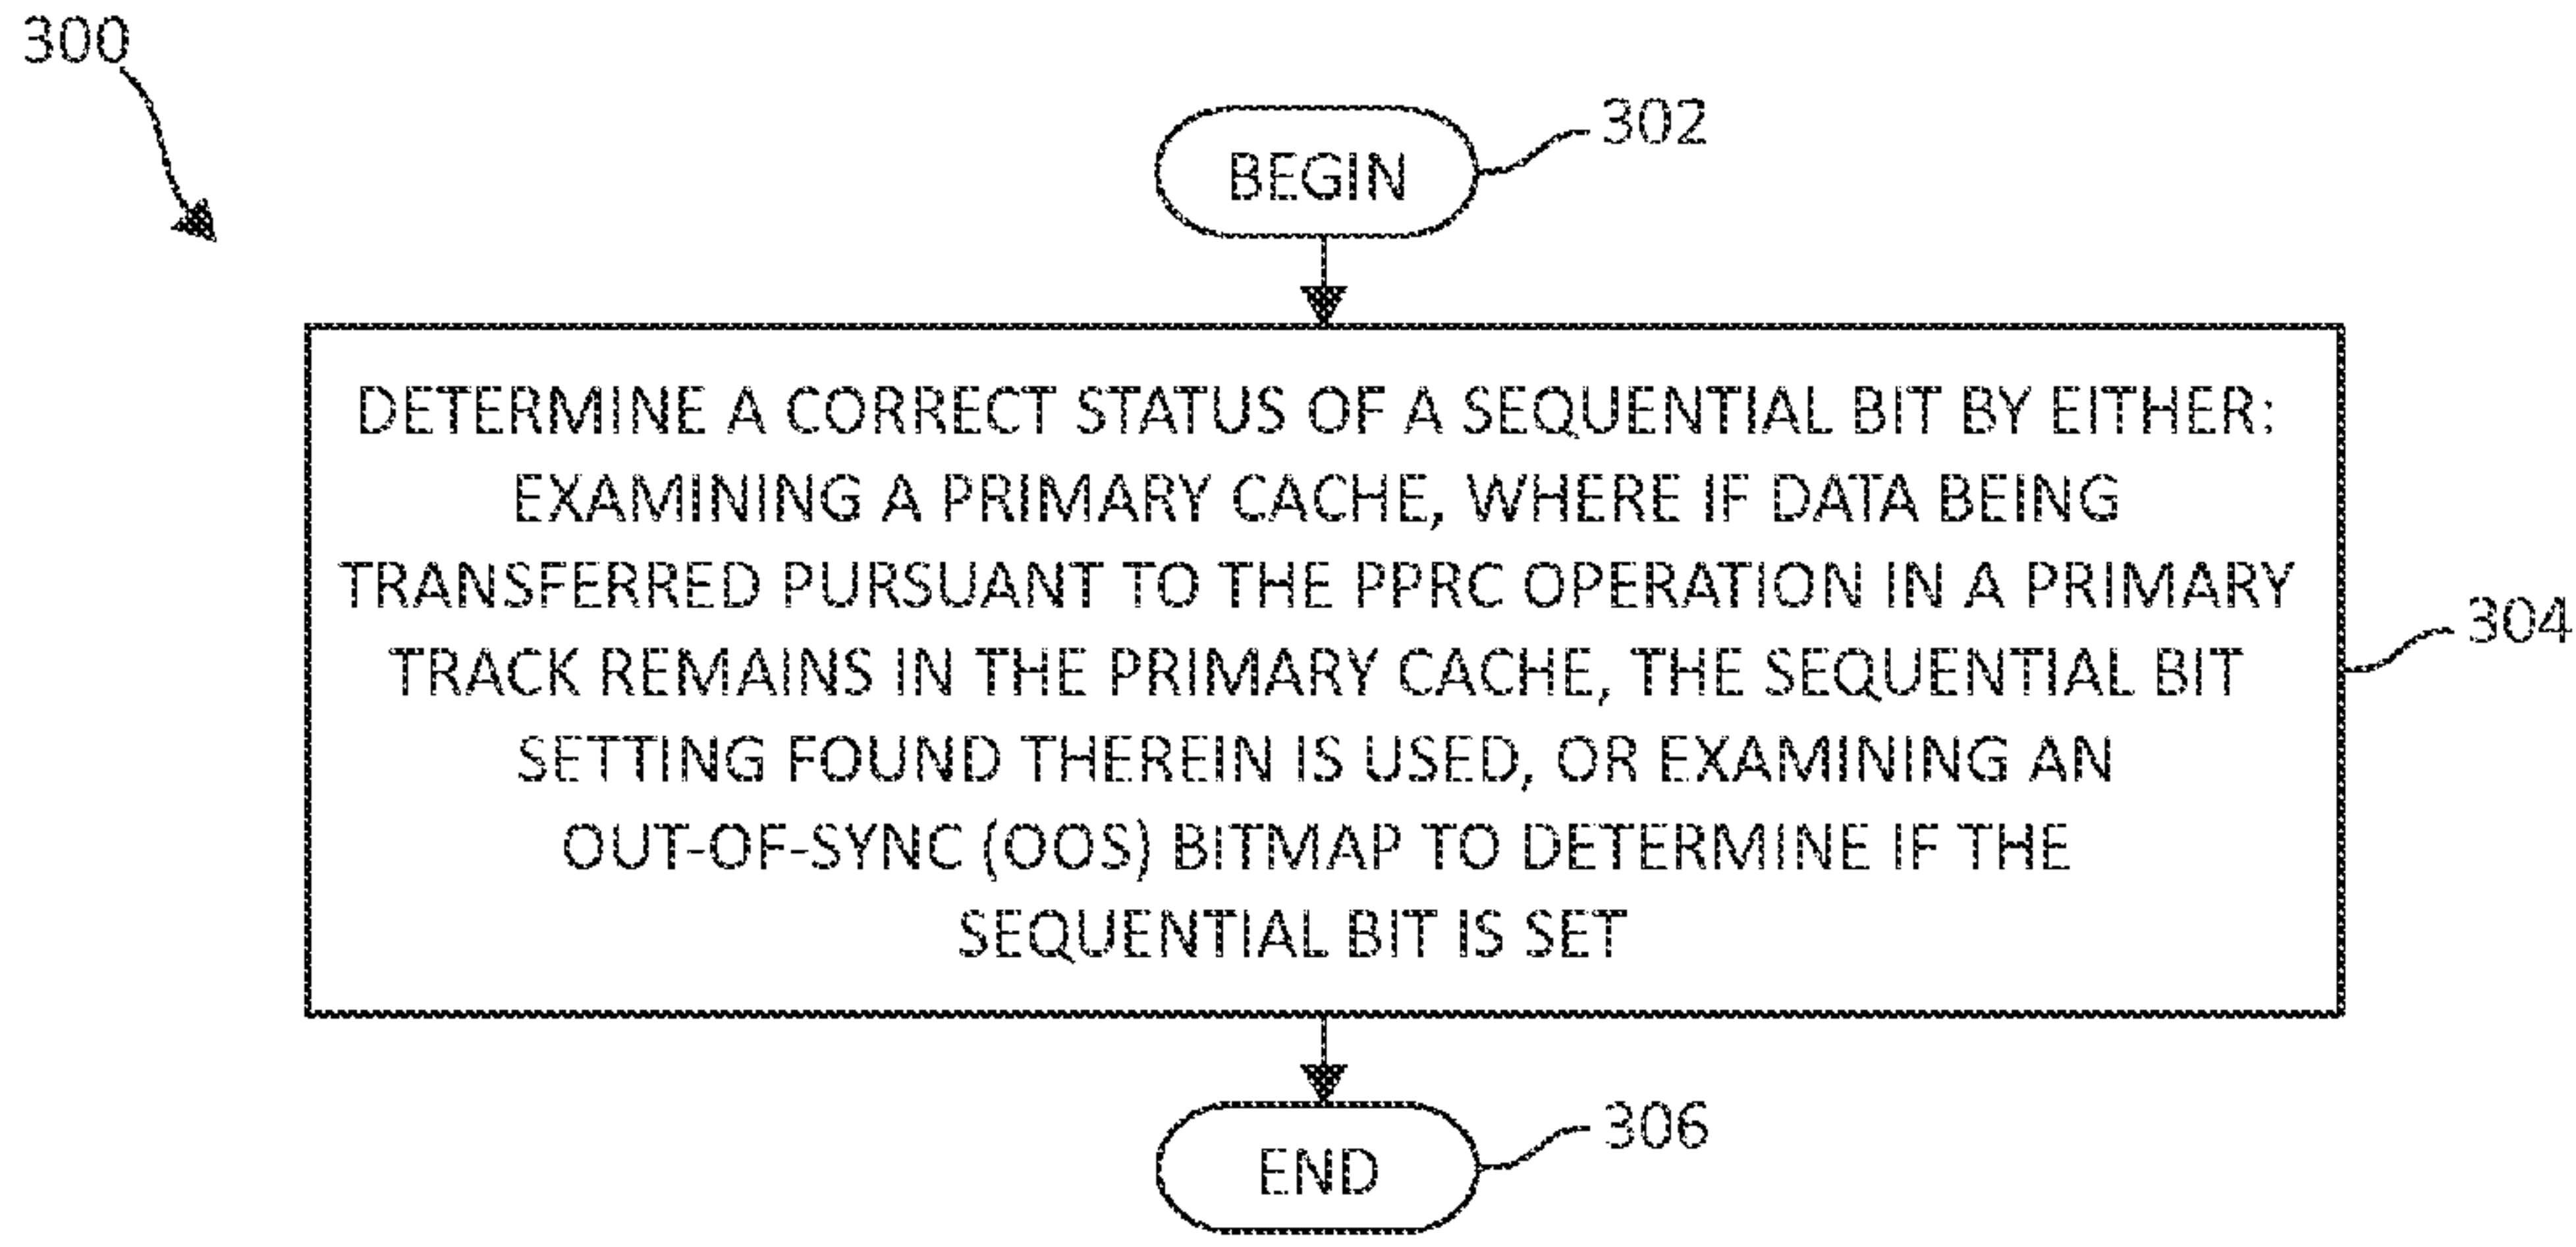 300
302
BEGIN
DETERMINE A CORRECT STATUS OF A SEQUENTIAL BIT BY EITHER:
EXAMINING A PRIMARY CACHE, WHERE IF DATA BEING
TRANSFERRED PURSUANT TO THE PPRC OPERATION IN A PRIMARY
TRACK REMAINS IN THE PRIMARY CACHE, THE SEQUENTIAL BIT
SETTING FOUND THEREIN IS USED, OR EXAMINING AN
OUT-OF-SYNC (OOS) BITMAP TO DETERMINE IF THE
SEQUENTIAL BIT IS SET
304
306
END